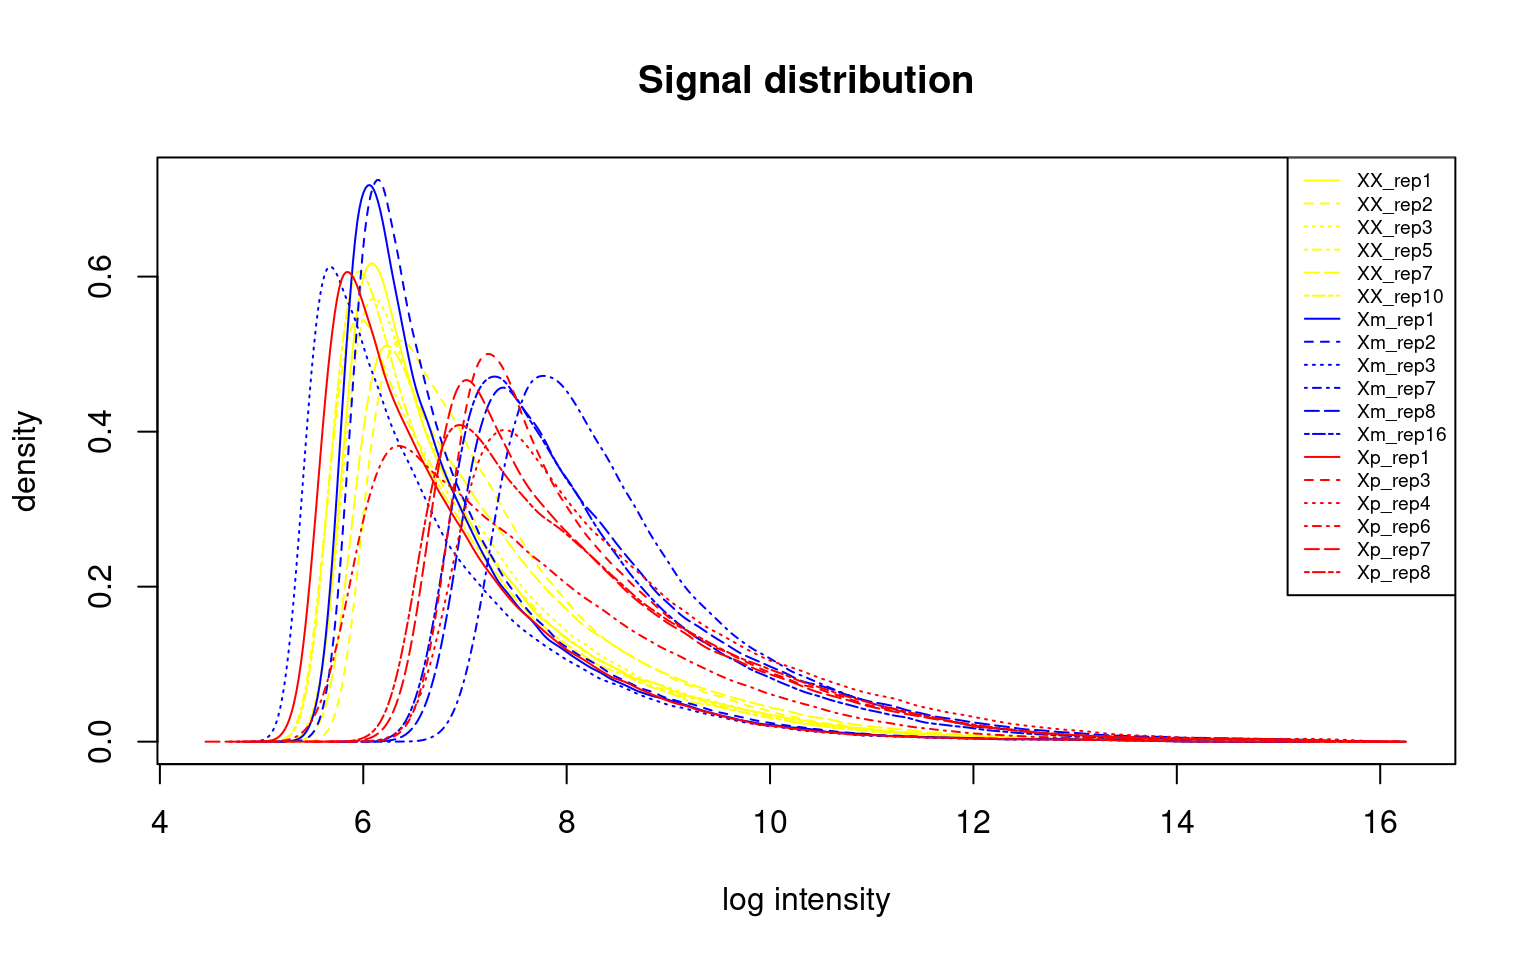 Signal distribution
XX_rep1
XX_rep2
XX_rep3
XX_rep5
XX_rep7
XX_rep10
Xm_rep1
Xm_rep2
Xm_rep3
Xm_rep7
Xm_rep8
Xm_rep16
Xp_rep1
Xp_rep3
Xp_rep4
Xp_rep6
Xp_rep7
Xp_rep8
density
0.6
0.4
0.2
0.0
4 6 8 10 12 14 16
log intensity